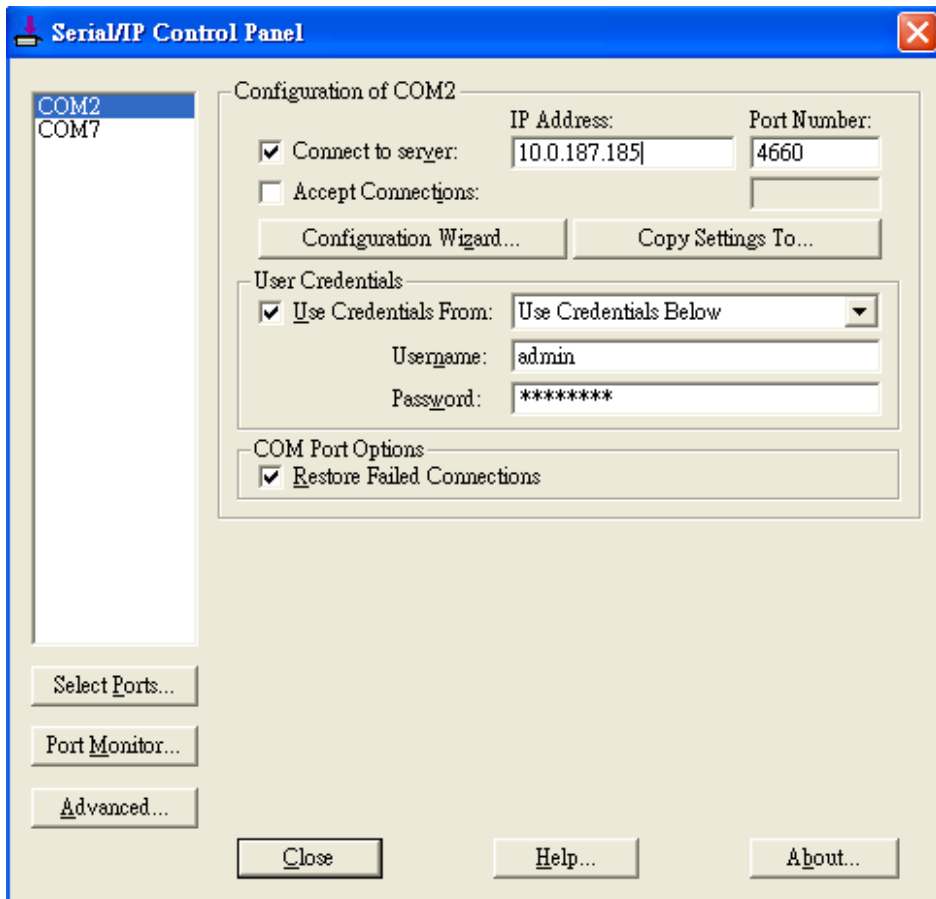 Serial/IP Control Panel
COM2
COM7
Configuration of COM2
IP Address: Port Number:
Connect to server: 10.0.187.185 4660
Accept Connections:
Configuration Wizard... Copy Settings To...
User Credentials
Use Credentials From: Use Credentials Below
Username: admin
Password: ********
COM Port Options
Restore Failed Connections
Select Ports...
Port Monitor...
Advanced...
Close Help... About...